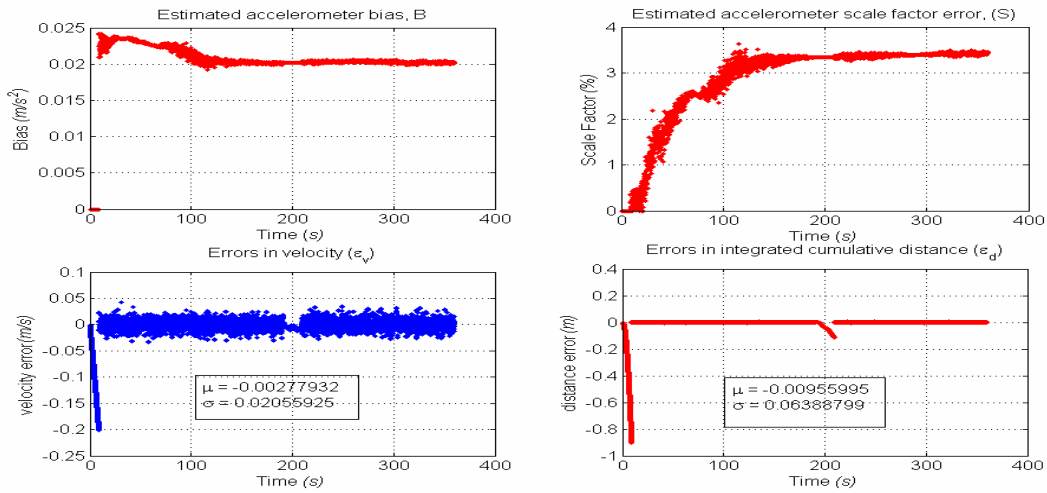 Estimated accelerometer bias, B
0.025
0.02
0.015
0.01
0.005
0
Bias (m/s²)
0 100 200 300 400
Time (s)
Estimated accelerometer scale factor error, (S)
4
3
2
1
0
Scale Factor (%)
0 100 200 300 400
Time (s)
Errors in velocity (εᵥ)
0.1
0.05
0
-0.05
-0.1
-0.15
-0.2
-0.25
velocity error(m/s)
μ = -0.00277932
σ = 0.02055925
0 100 200 300 400
Time (s)
Errors in integrated cumulative distance (ε_d)
0.4
0.2
0
-0.2
-0.4
-0.6
-0.8
-1
distance error (m)
μ = -0.00955995
σ = 0.06388799
0 100 200 300 400
Time (s)